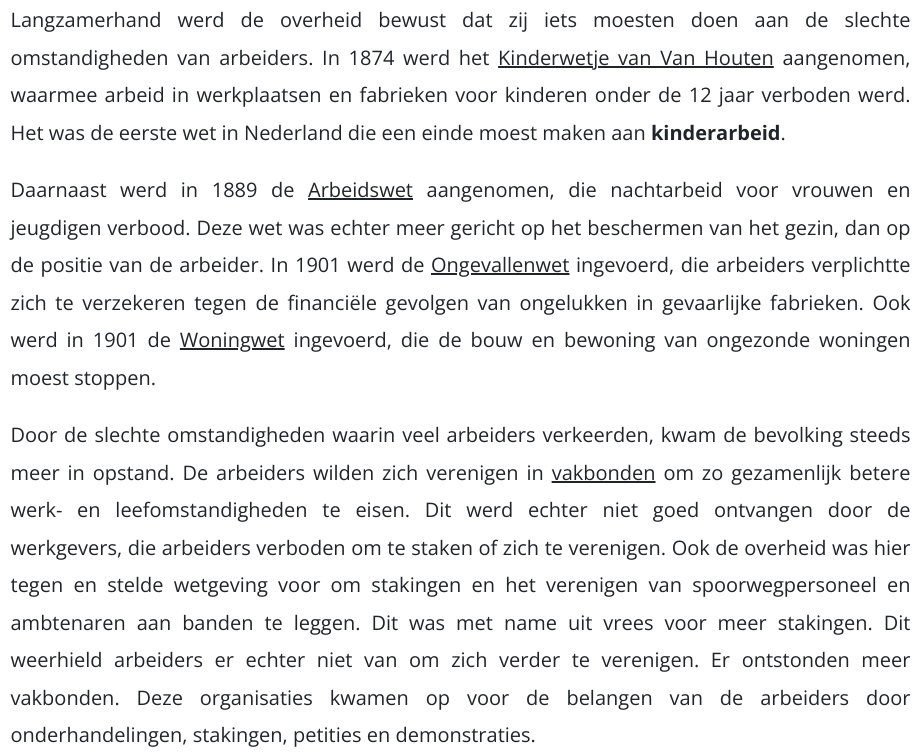 Langzamerhand werd de overheid bewust dat zij iets moesten doen aan de slechte
omstandigheden van arbeiders. In 1874 werd het Kinderwetje van Van Houten aangenomen,
waarmee arbeid in werkplaatsen en fabrieken voor kinderen onder de 12 jaar verboden werd.
Het was de eerste wet in Nederland die een einde moest maken aan kinderarbeid.
Daarnaast werd in 1889 de Arbeidswet aangenomen, die nachtarbeid voor vrouwen en
jeugdigen verbood. Deze wet was echter meer gericht op het beschermen van het gezin, dan op
de positie van de arbeider. In 1901 werd de Ongevallenwet ingevoerd, die arbeiders verplichtte
zich te verzekeren tegen de financiële gevolgen van ongelukken in gevaarlijke fabrieken. Ook
werd in 1901 de Woningwet ingevoerd, die de bouw en bewoning van ongezonde woningen
moest stoppen.
Door de slechte omstandigheden waarin veel arbeiders verkeerden, kwam de bevolking steeds
meer in opstand. De arbeiders wilden zich verenigen in vakbonden om zo gezamenlijk betere
werk- en leefomstandigheden te eisen. Dit werd echter niet goed ontvangen door de
werkgevers, die arbeiders verboden om te staken of zich te verenigen. Ook de overheid was hier
tegen en stelde wetgeving voor om stakingen en het verenigen van spoorwegpersoneel en
ambtenaren aan banden te leggen. Dit was met name uit vrees voor meer stakingen. Dit
weerhield arbeiders er echter niet van om zich verder te verenigen. Er ontstonden meer
vakbonden. Deze organisaties kwamen op voor de belangen van de arbeiders door
onderhandelingen, stakingen, petities en demonstraties.